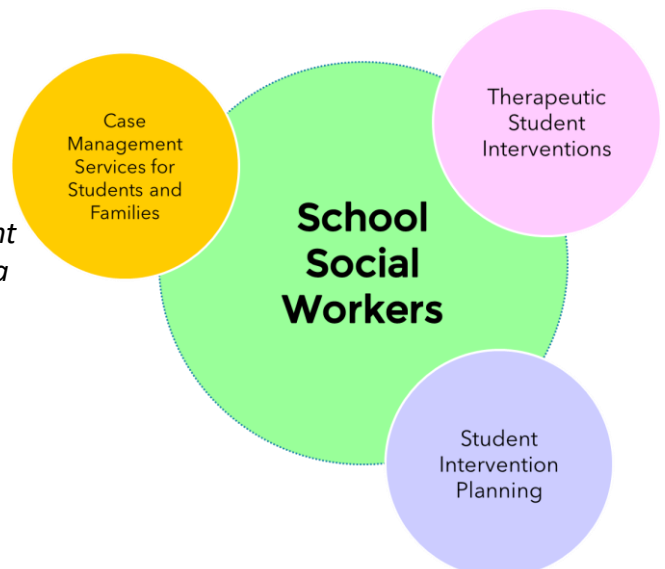 Case
Management
Services for
Students and
Families
Therapeutic
Student
Interventions
School
Social
Workers
Student
Intervention
Planning